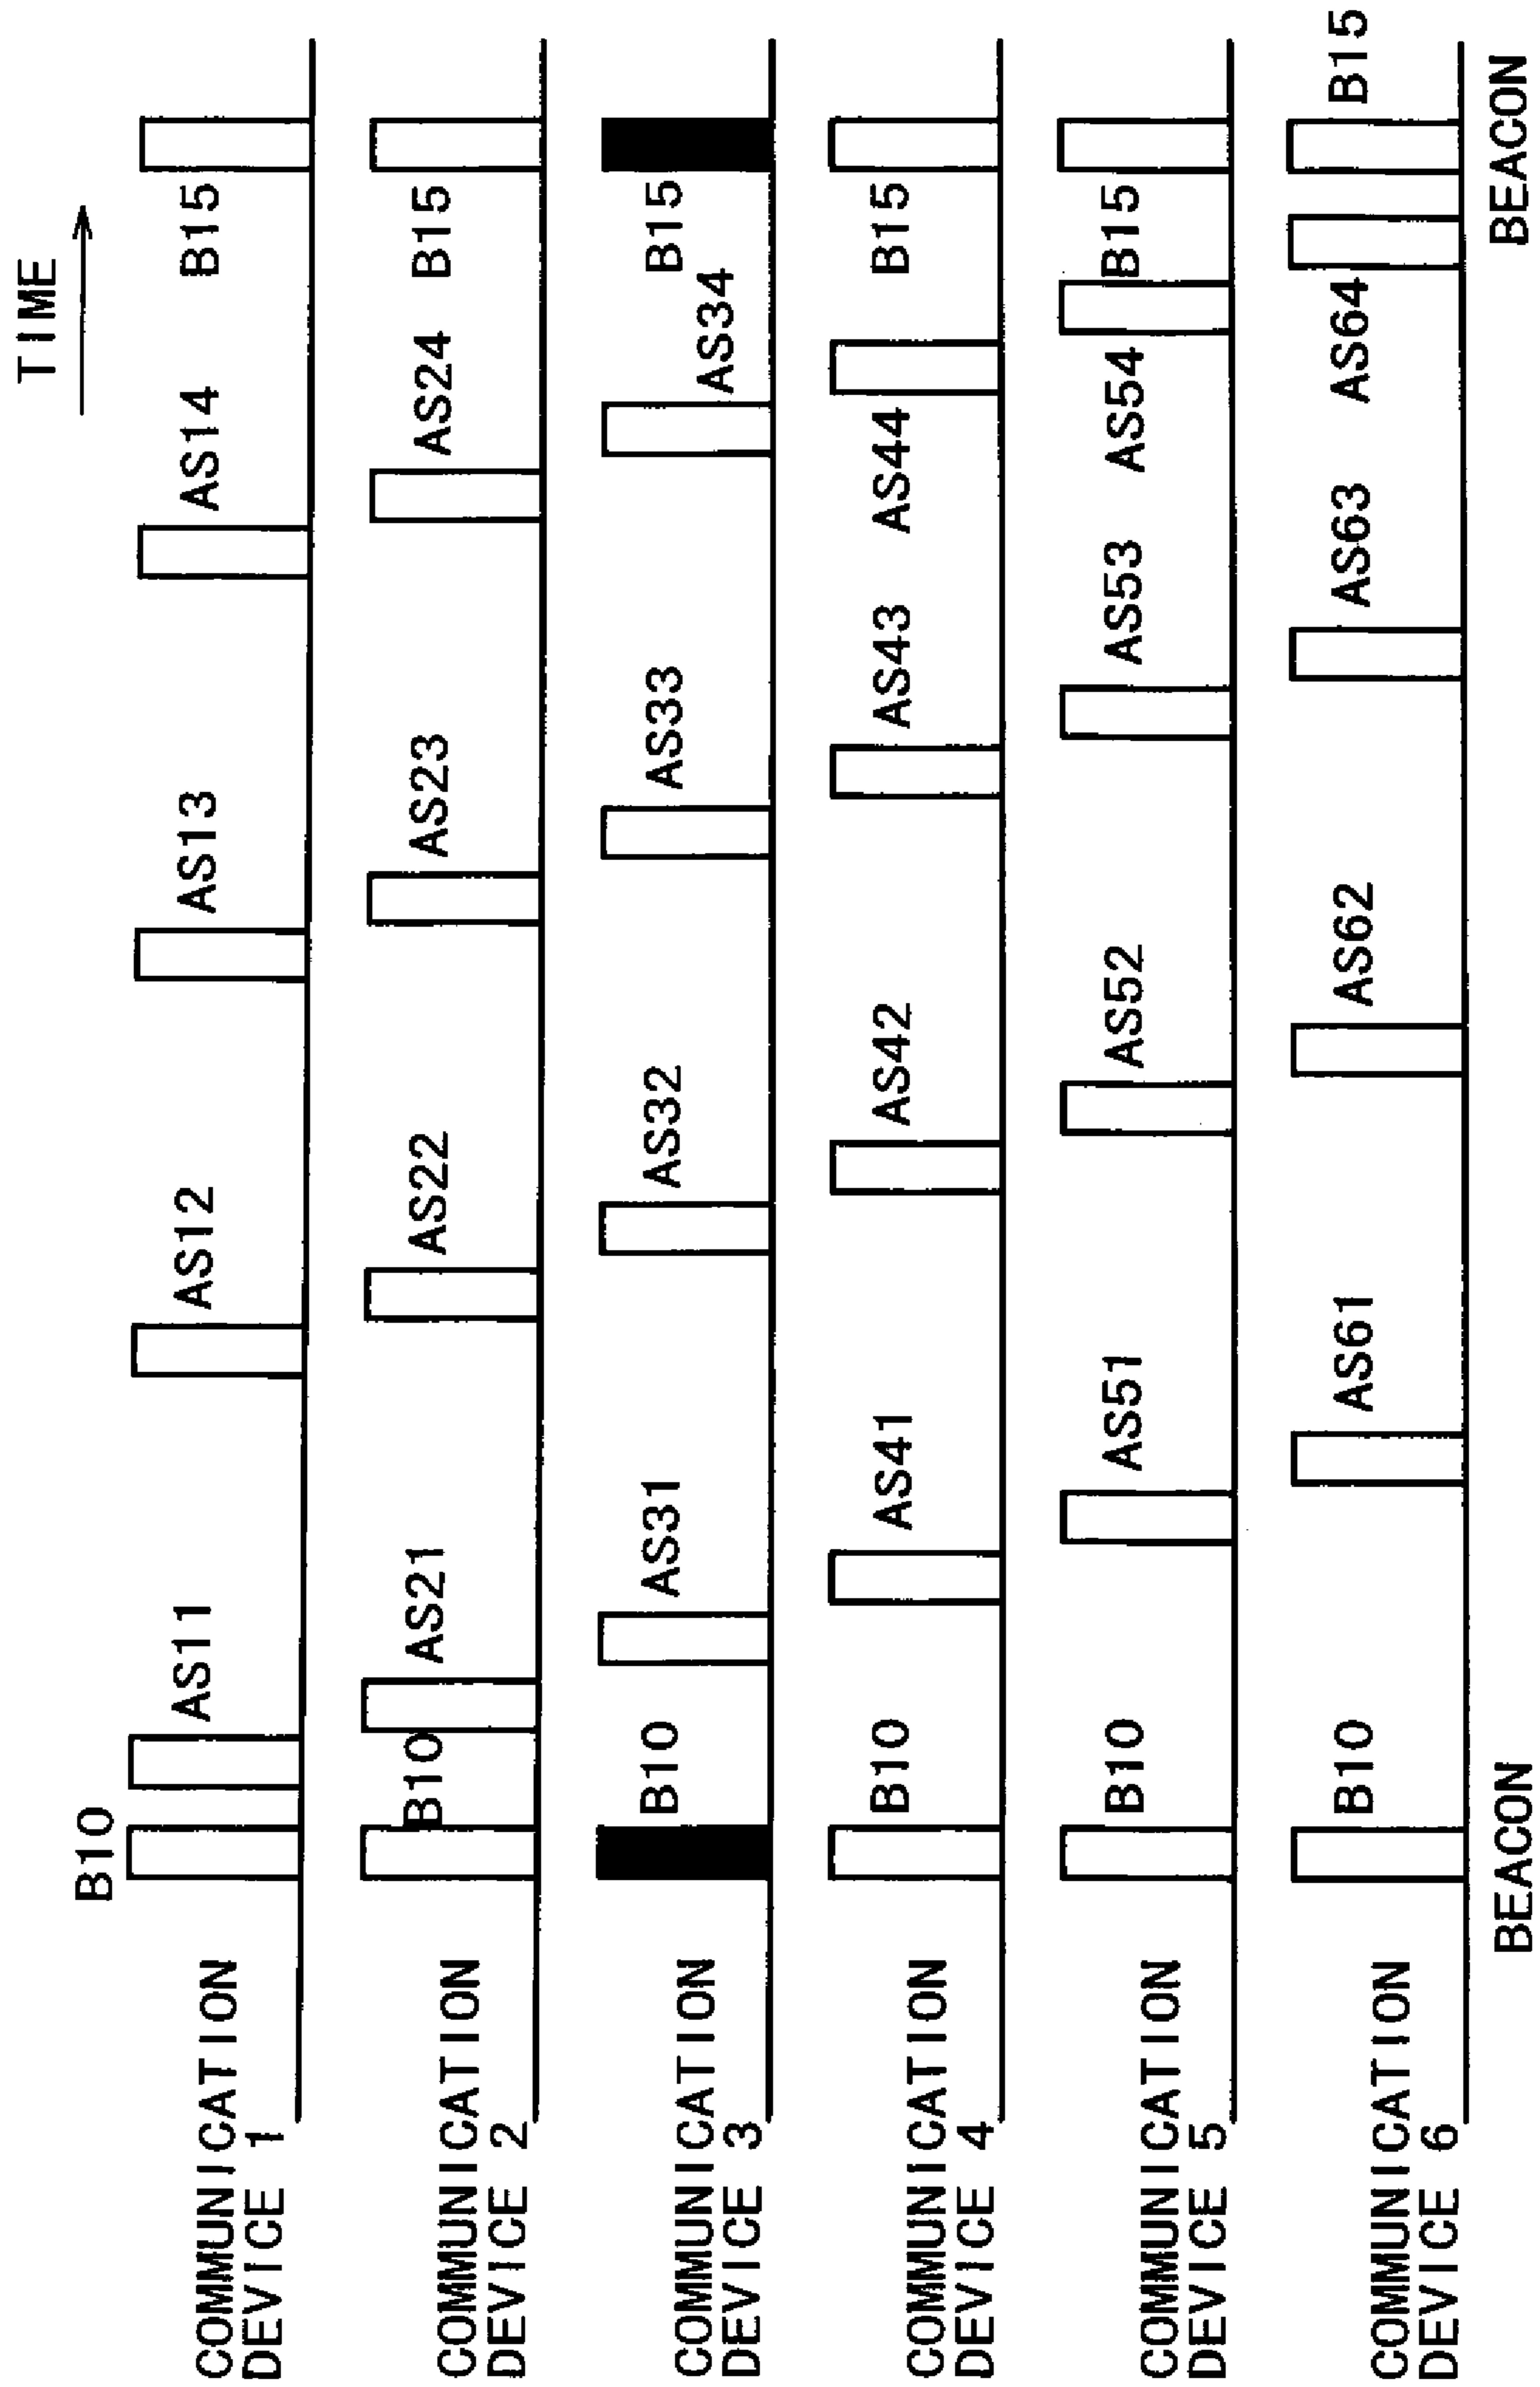 TIME
COMMUNICATION
DEVICE 1
B10
AS11
AS12
AS13
AS14
B15
COMMUNICATION
DEVICE 2
B10
AS21
AS22
AS23
AS24
B15
COMMUNICATION
DEVICE 3
B10
AS31
AS32
AS33
AS34
B15
COMMUNICATION
DEVICE 4
B10
AS41
AS42
AS43
AS44
B15
COMMUNICATION
DEVICE 5
B10
AS51
AS52
AS53
AS54
B15
COMMUNICATION
DEVICE 6
B10
AS61
AS62
AS63
AS64
B15
BEACON
BEACON